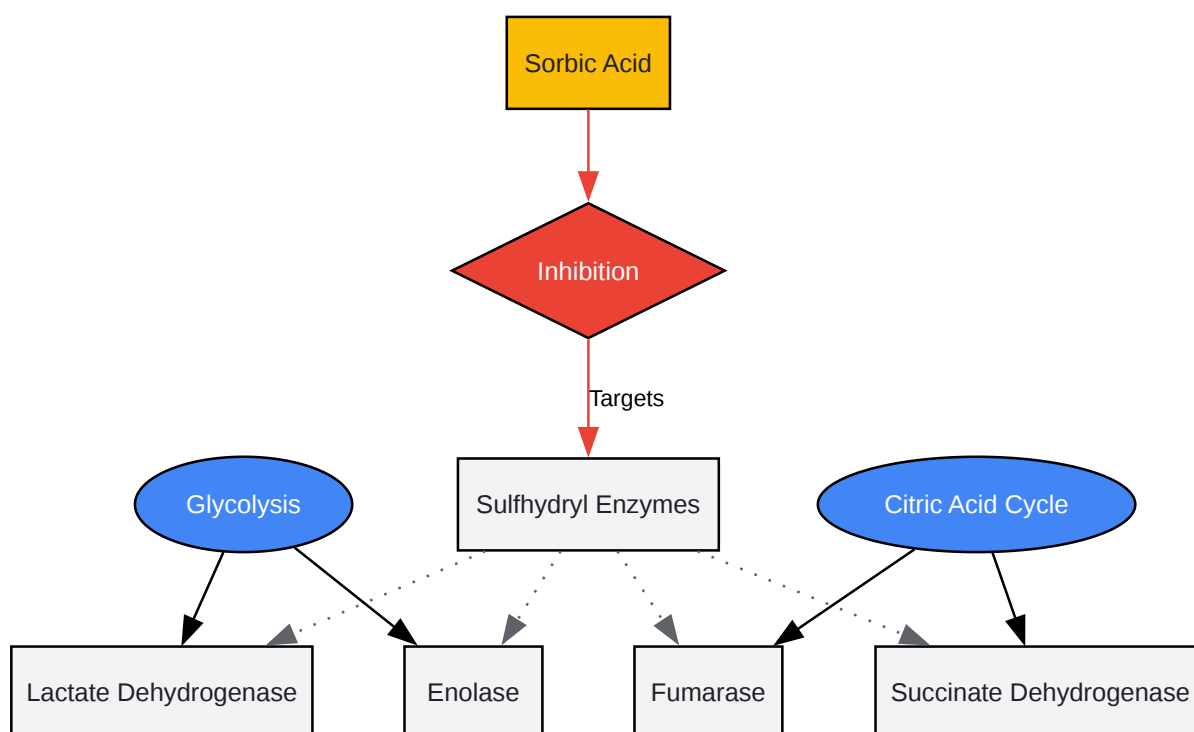 Sorbic Acid
Inhibition
Targets
Glycolysis
Sulfhydryl Enzymes
Citric Acid Cycle
Lactate Dehydrogenase
Enolase
Fumarase
Succinate Dehydrogenase